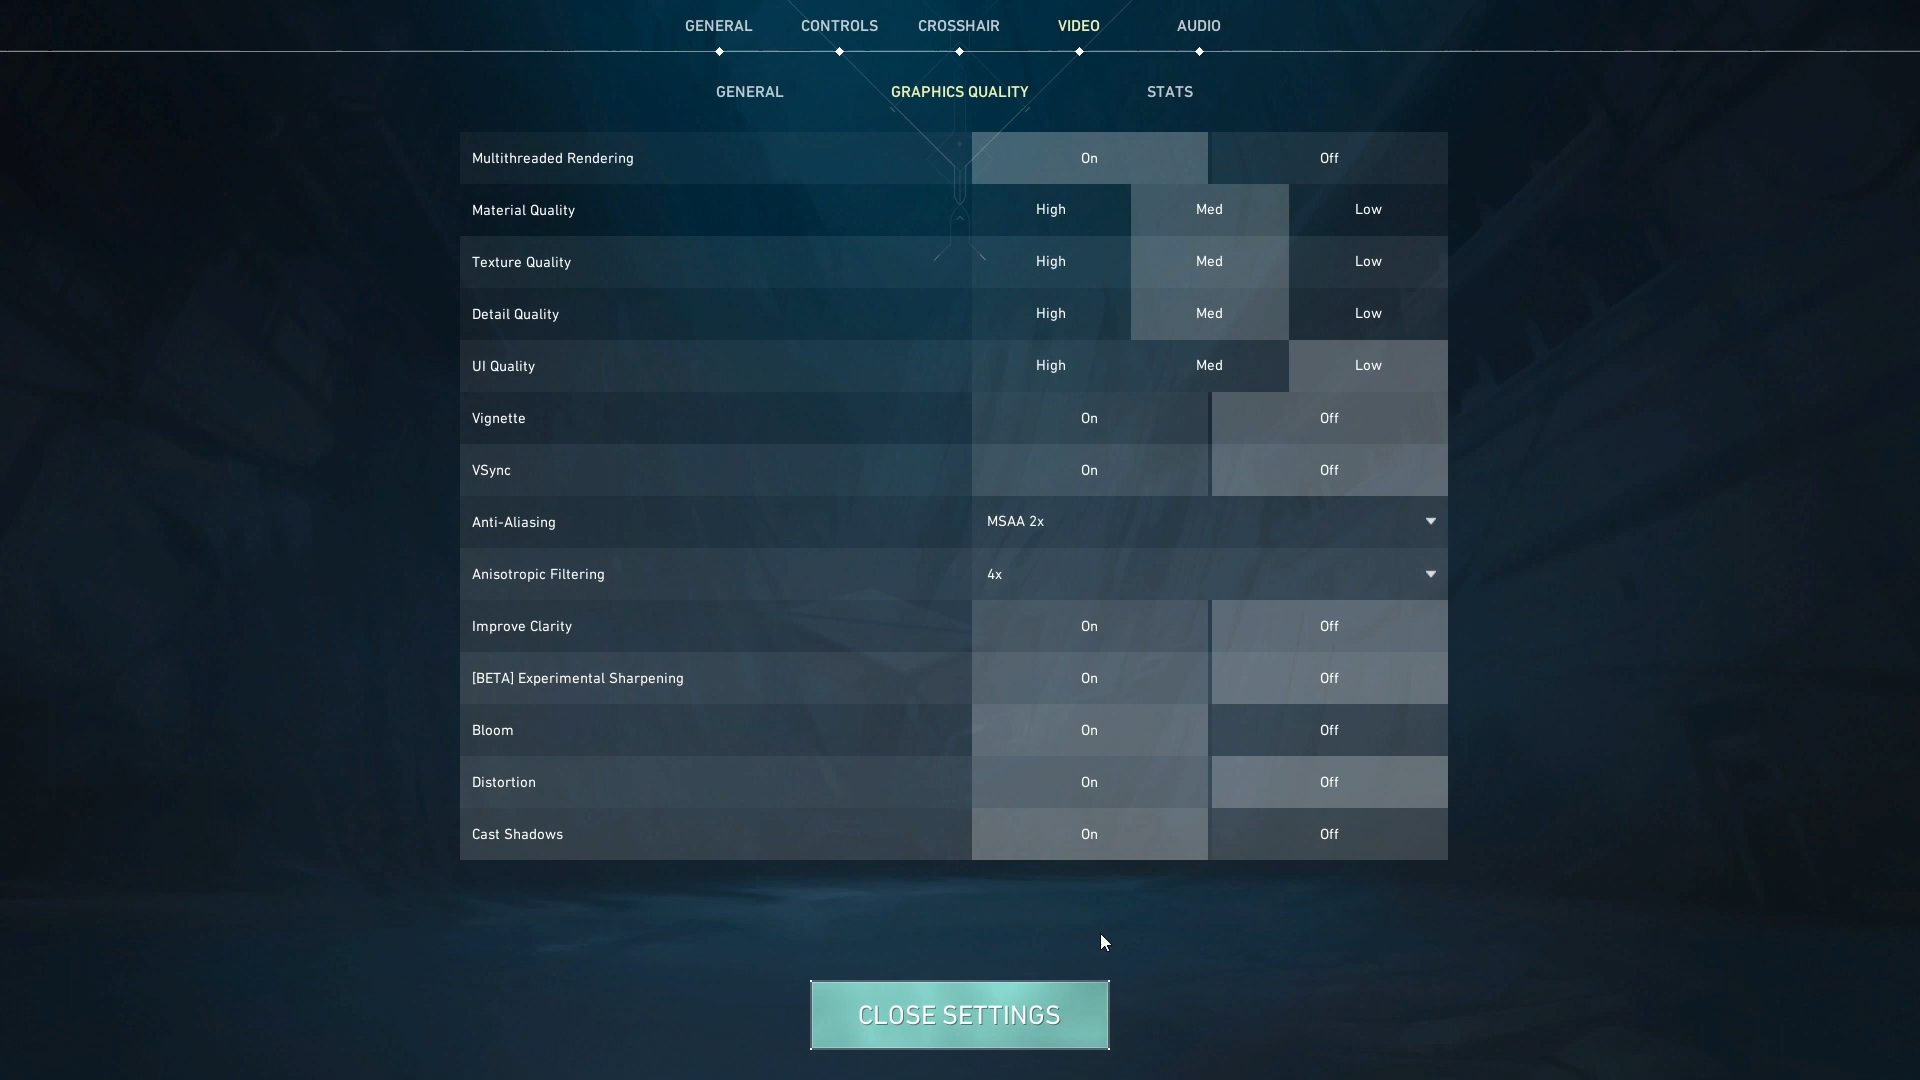 GENERAL CONTROLS CROSSHAIR VIDEO AUDIO
GENERAL GRAPHICS QUALITY STATS
Multithreaded Rendering On Off
Material Quality High Med Low
Texture Quality High Med Low
Detail Quality High Med Low
UI Quality High Med Low
Vignette On Off
VSync On Off
Anti-Aliasing MSAA 2x
Anisotropic Filtering 4x
Improve Clarity On Off
[BETA] Experimental Sharpening On Off
Bloom On Off
Distortion On Off
Cast Shadows On Off
CLOSE SETTINGS